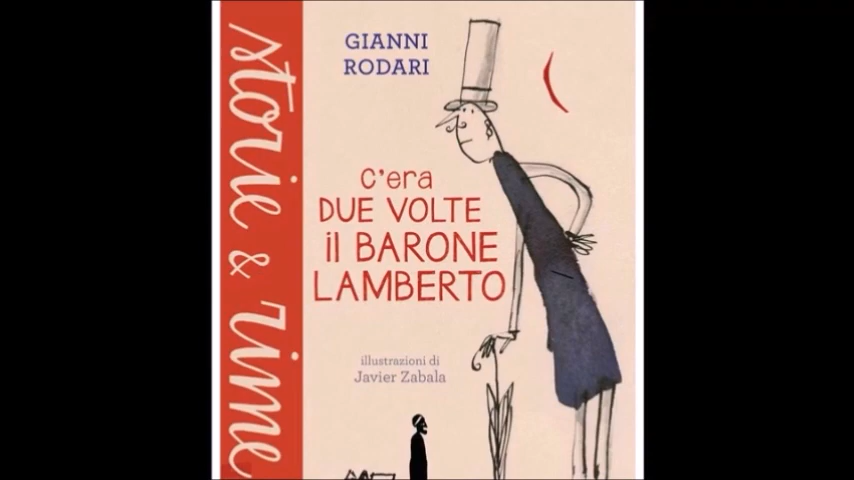 storie & rime
GIANNI
RODARI
C'era
DUE VOLTE
il BARONE
LAMBERTO
illustrazioni di
Javier Zabala